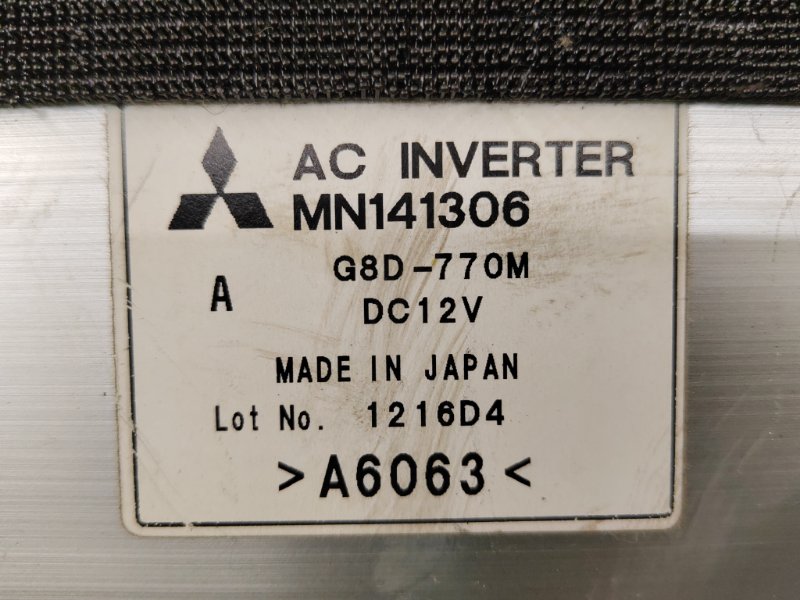 AC INVERTER
MN141306
A
G8D-770M
DC12V
MADE IN JAPAN
Lot No. 1216D4
>A6063<